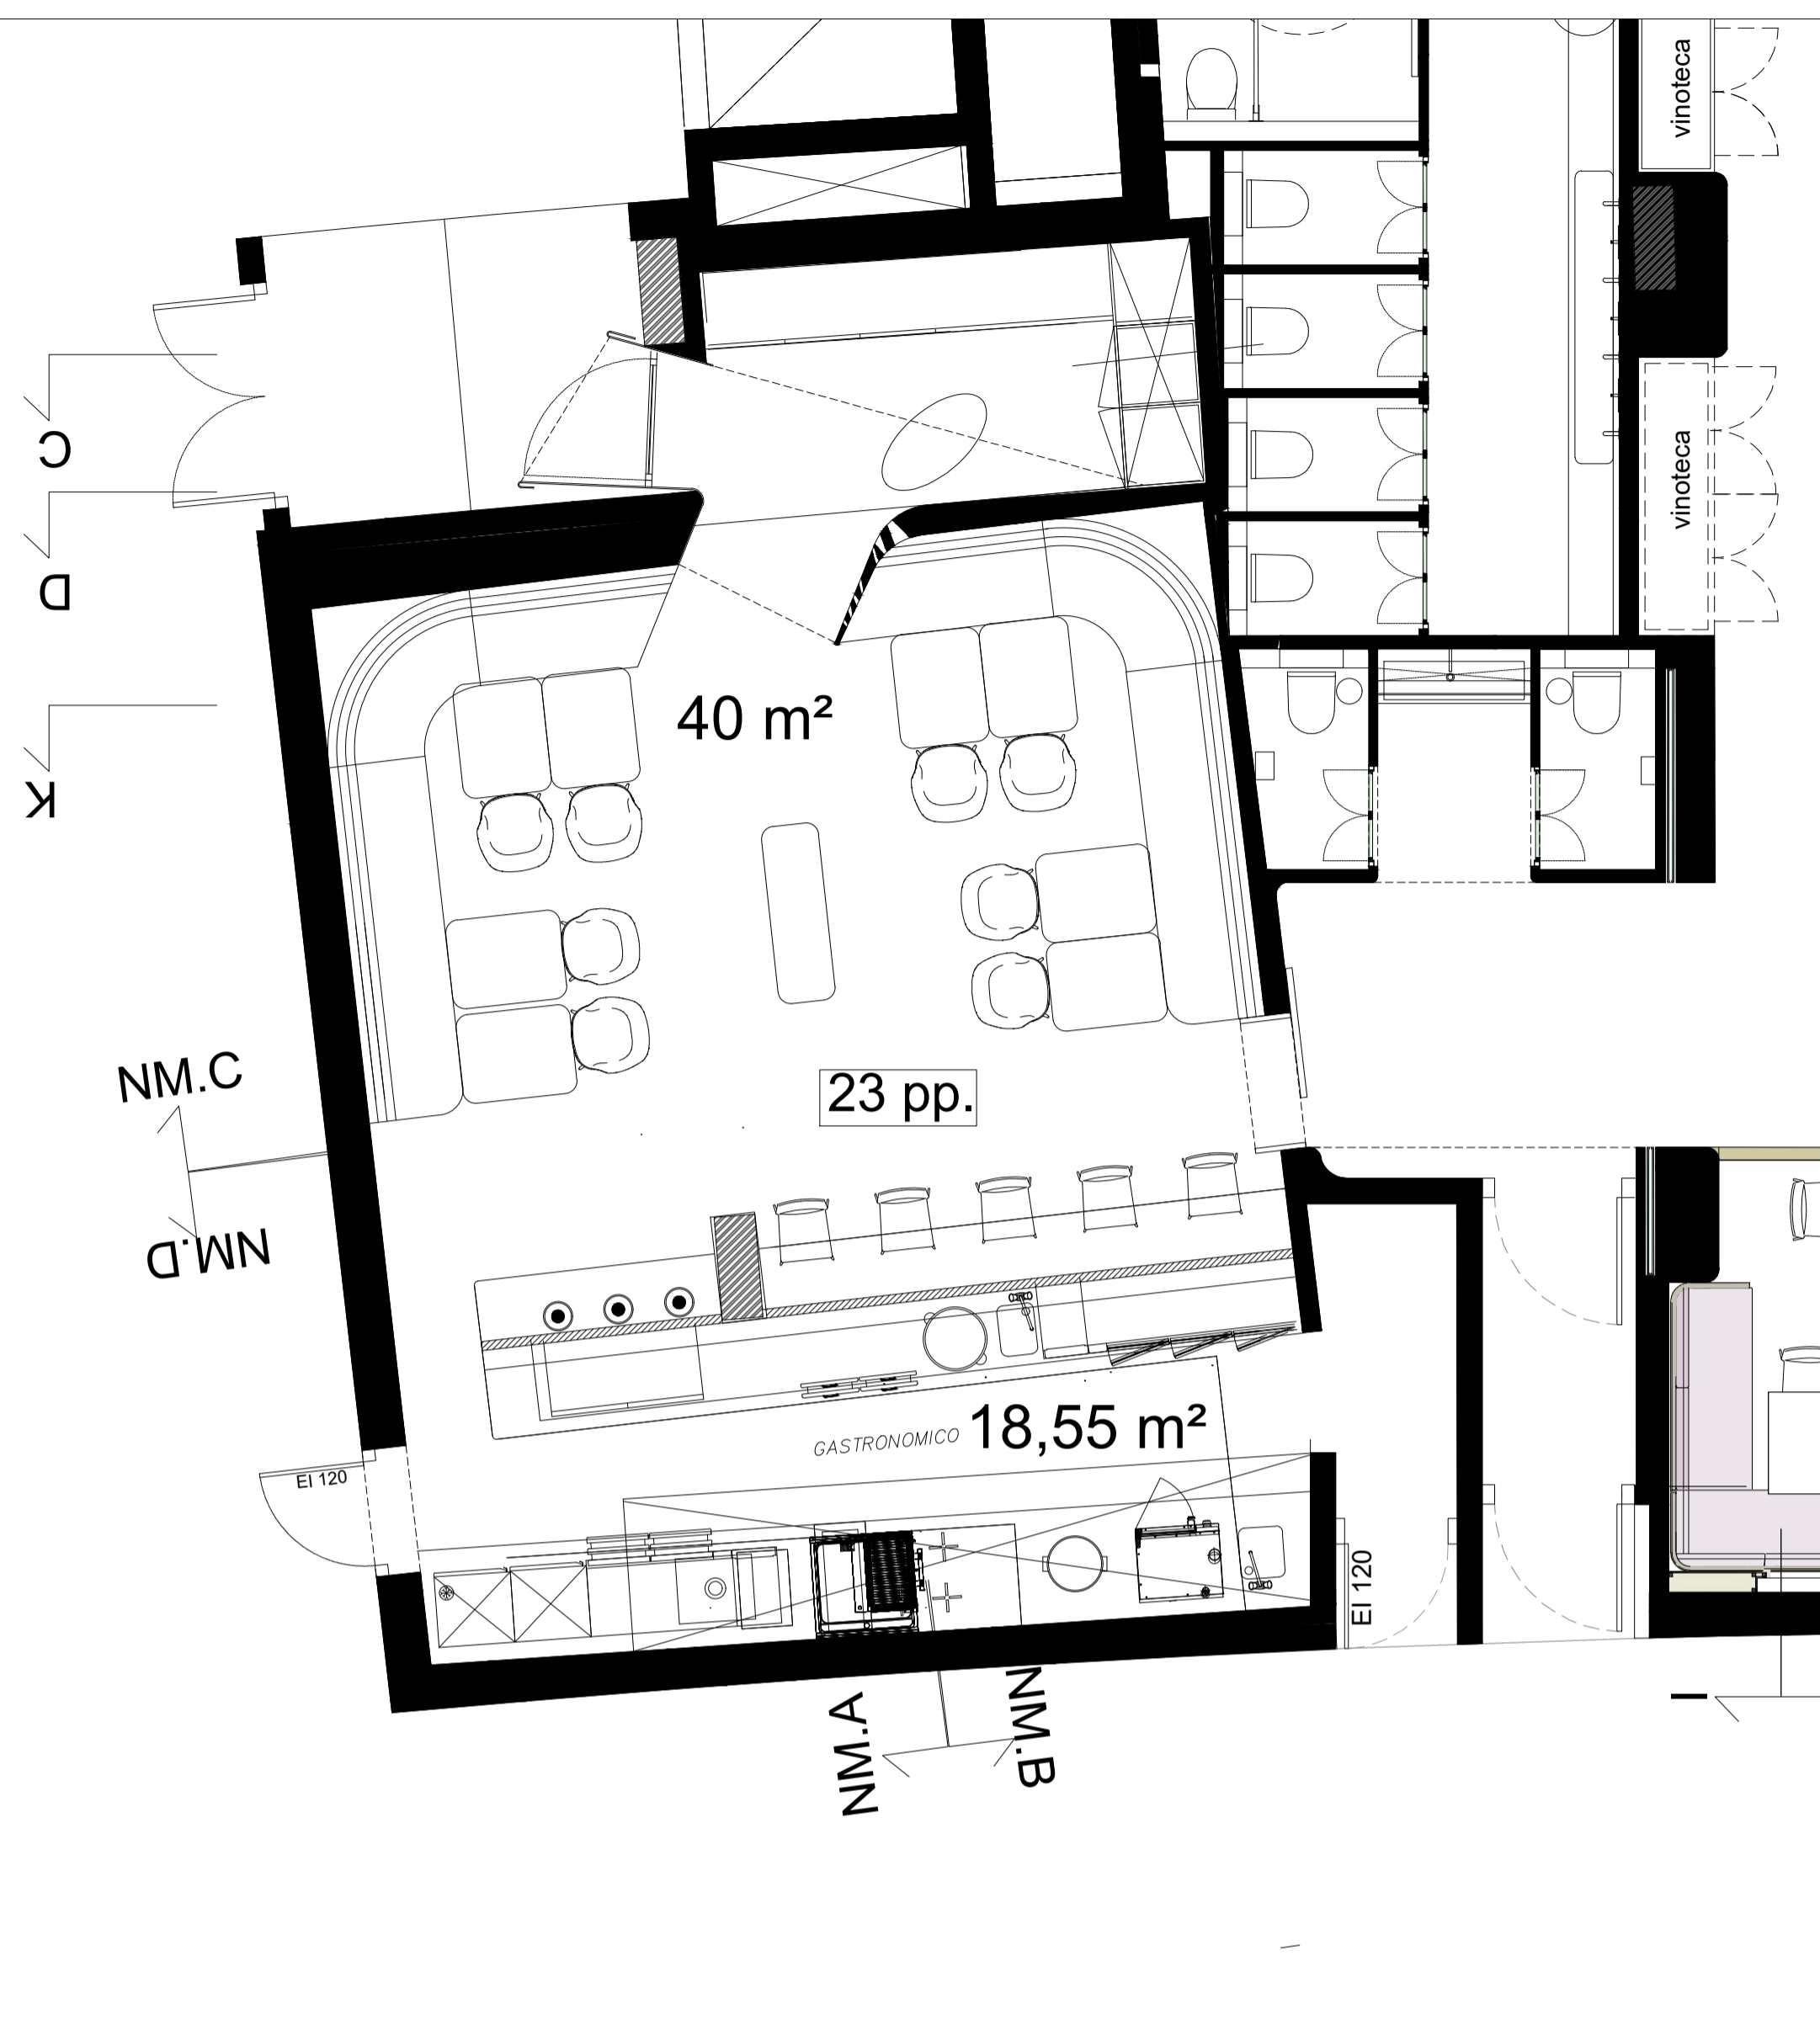 vinoteca
C
vinoteca
D
40 m²
K
NM.C
23 pp.
NM.D
GASTRONOMICO 18,55 m²
EI 120
EI 120
NM.A
NM.B
I